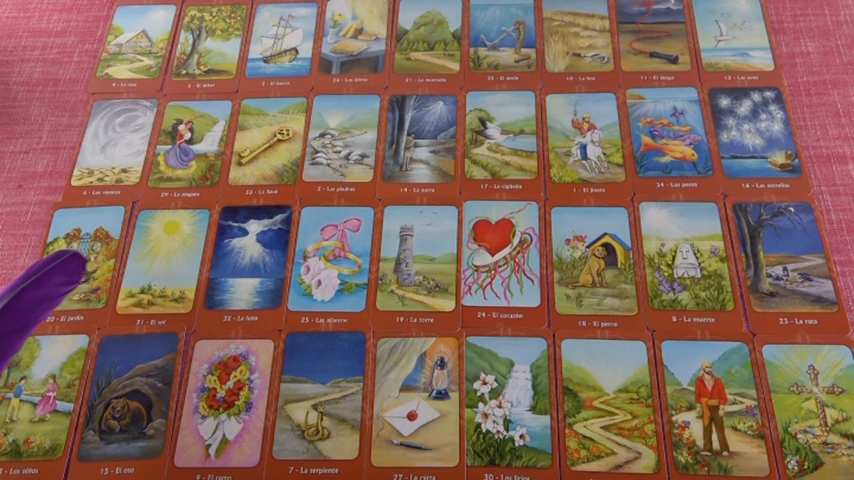 4 - La casa
5 - El árbol
3 - El barco
26 - Los libros
21 - La montaña
35 - El ancla
10 - La hoz
11 - El látigo
12 - Las aves
6 - Los vientos
29 - La zíngara
33 - La llave
2 - Las piedras
14 - La zorra
17 - La cigüeña
1 - El jinete
34 - Los peces
16 - Las estrellas
20 - El jardín
31 - El sol
32 - La luna
25 - Las alianzas
19 - La torre
24 - El corazón
18 - El perro
8 - La muerte
23 - La rata
- Los niños
15 - El oso
9 - El ramo
7 - La serpiente
27 - La carta
30 - Los lirios